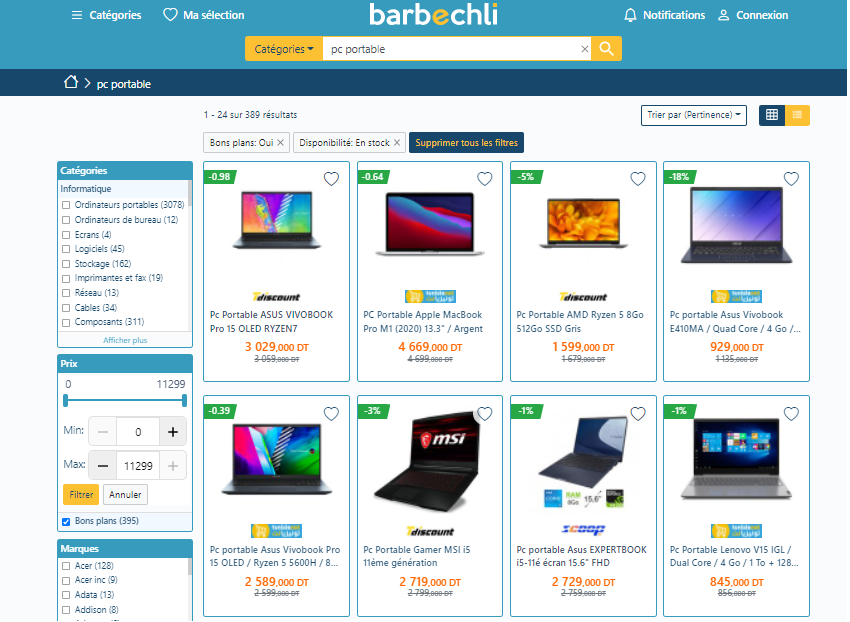 Catégories
Ma sélection
barbechli
Notifications
Connexion
Catégories
pc portable
pc portable
1 - 24 sur 389 résultats
Trier par (Pertinence)
Bons plans: Oui
Disponibilité: En stock
Supprimer tous les filtres
Catégories
Informatique
Ordinateurs portables (3078)
Ordinateurs de bureau (12)
Ecrans (4)
Logiciels (45)
Stockage (162)
Imprimantes et fax (19)
Réseau (13)
Cables (34)
Composants (311)
Afficher plus
Prix
0
11299
Min:
0
Max:
11299
Filtrer
Annuler
Bons plans (395)
Marques
Acer (128)
Acer inc (9)
Adata (13)
Addison (8)
-0.98
Tdiscount
Pc Portable ASUS VIVOBOOK
Pro 15 OLED RYZEN7
3 029,000 DT
3 059,000 DT
-0.64
tunisianet
PC Portable Apple MacBook
Pro M1 (2020) 13.3" / Argent
4 669,000 DT
4 699,000 DT
-5%
Tdiscount
Pc Portable AMD Ryzen 5 8Go
512Go SSD Gris
1 599,000 DT
1 679,000 DT
-18%
tunisianet
Pc portable Asus Vivobook
E410MA / Quad Core / 4 Go /...
929,000 DT
1 135,000 DT
-0.39
tunisianet
Pc portable Asus Vivobook Pro
15 OLED / Ryzen 5 5600H / 8...
2 589,000 DT
2 599,000 DT
-3%
msi
Tdiscount
Pc Portable Gamer MSI i5
11ème génération
2 719,000 DT
2 799,000 DT
-1%
RAM
8Go
15.6"
scoop
Pc portable Asus EXPERTBOOK
i5-11é écran 15.6" FHD
2 729,000 DT
2 759,000 DT
-1%
tunisianet
Pc Portable Lenovo V15 IGL /
Dual Core / 4 Go / 1 To + 128...
845,000 DT
856,000 DT